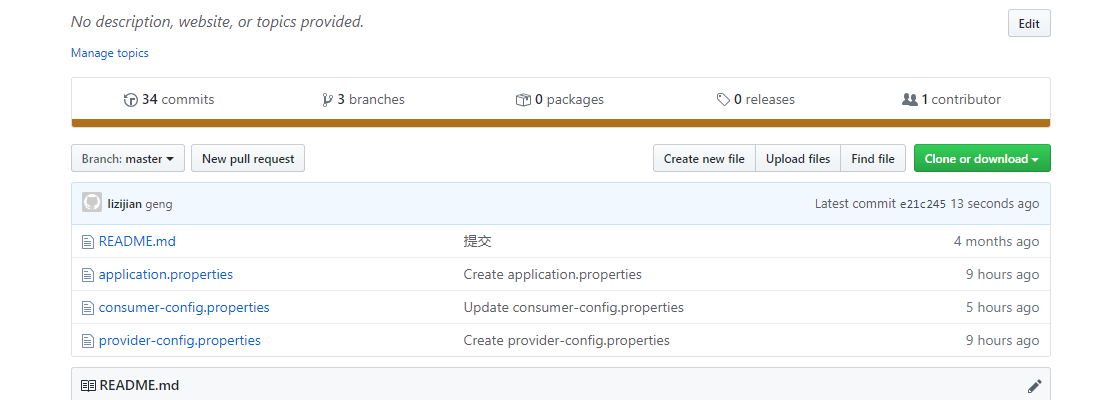 No description, website, or topics provided.
Edit
Manage topics
34 commits 3 branches 0 packages 0 releases 1 contributor
Branch: master New pull request Create new file Upload files Find file Clone or download
lizijian geng Latest commit e21c245 13 seconds ago
README.md 提交 4 months ago
application.properties Create application.properties 9 hours ago
consumer-config.properties Update consumer-config.properties 5 hours ago
provider-config.properties Create provider-config.properties 9 hours ago
README.md